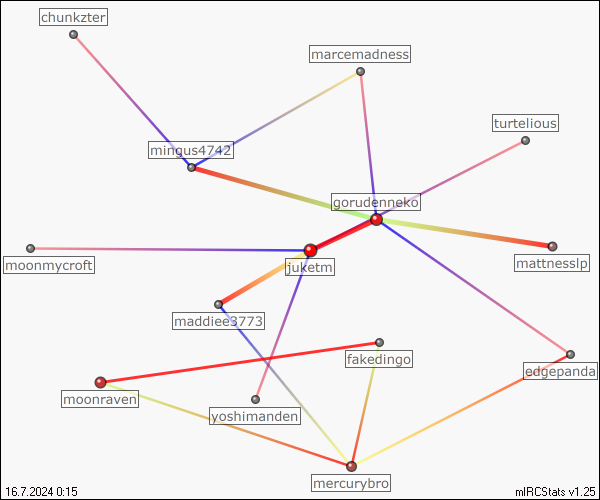 chunkzter
marcemadness
turtelious
mingus4742
gorudenneko
moonmycroft
juketm
mattnesslp
maddiee3773
fakedingo
edgepanda
moonraven
yoshimanden
mercurybro
16.7.2024 0:15
mIRCStats v1.25